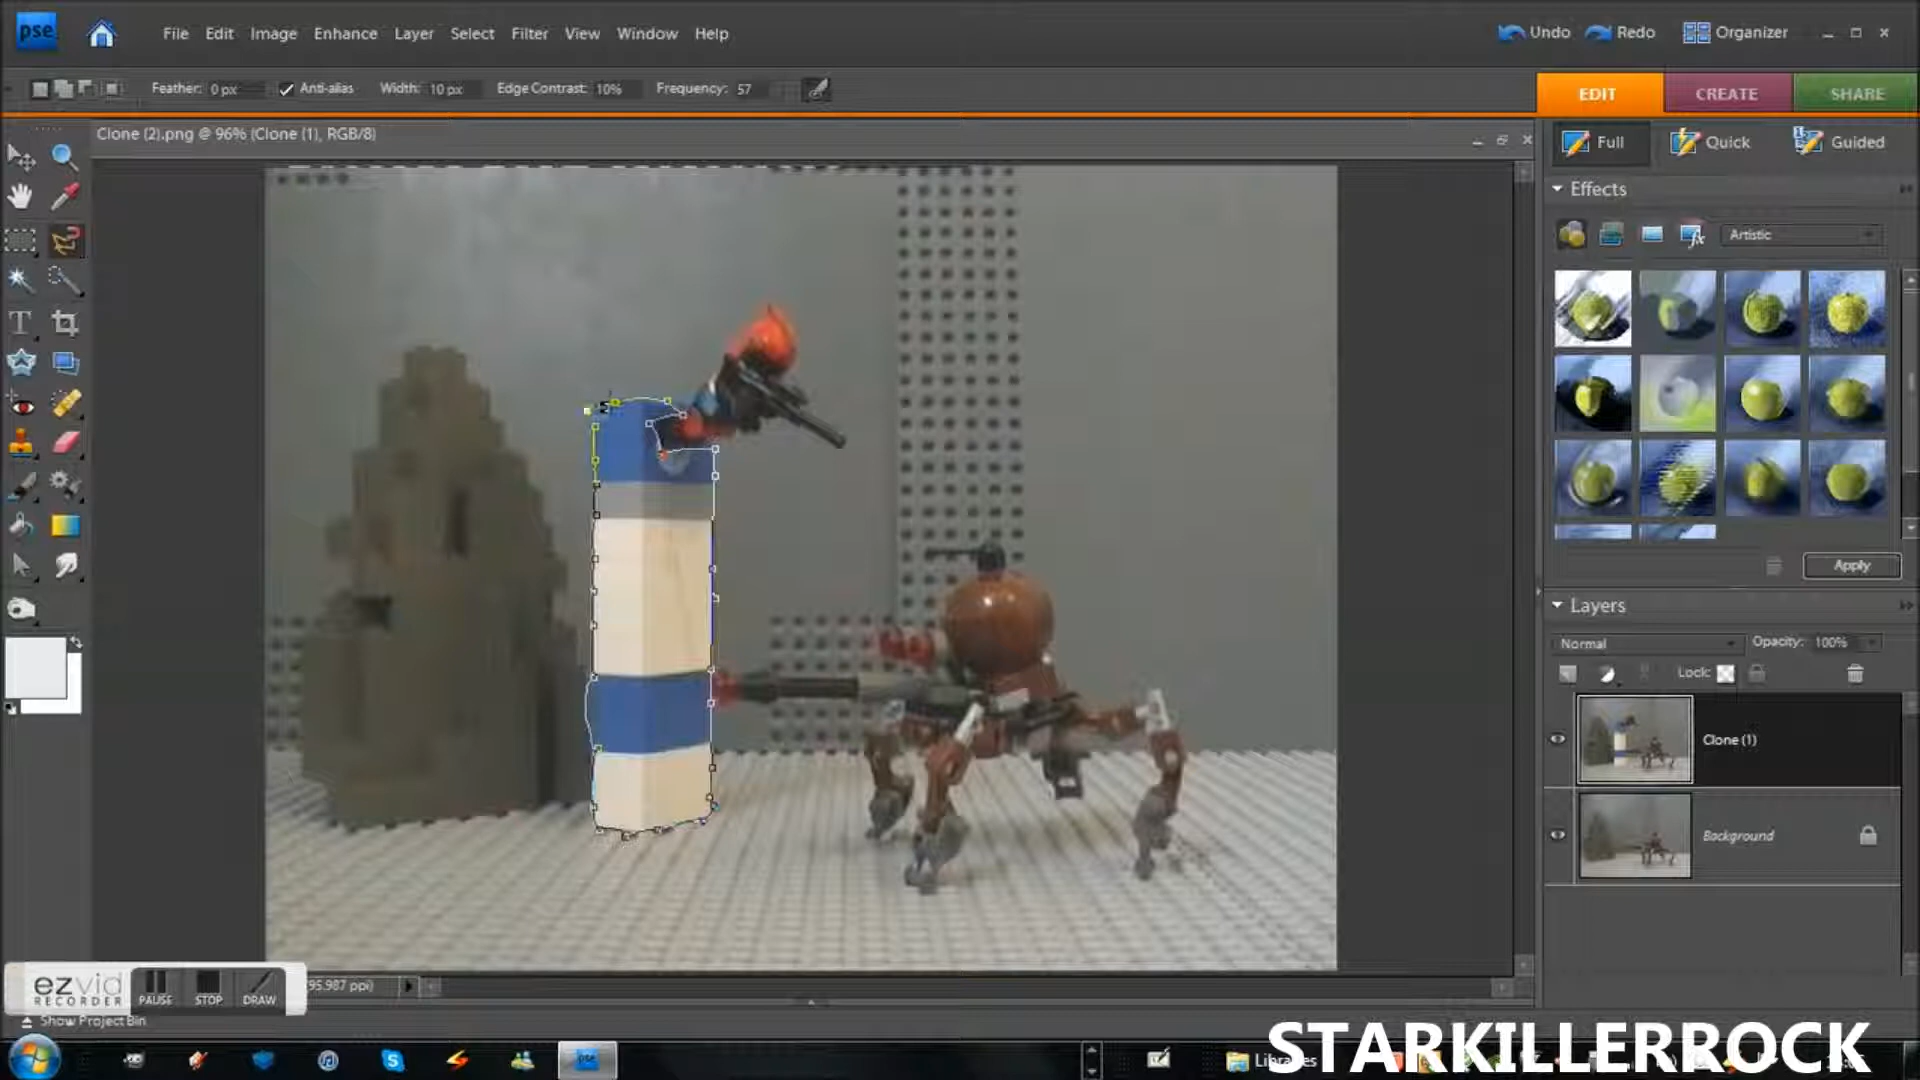 pse
File Edit Image Enhance Layer Select Filter View Window Help
Undo Redo Organizer
Feather: 0 px Anti-alias Width: 10 px Edge Contrast: 10% Frequency: 57
EDIT CREATE SHARE
Clone (2).png @ 96% (Clone (1), RGB/8)
Full Quick Guided
Effects
Artistic
Apply
Layers
Normal Opacity: 100%
Lock:
Clone (1)
Background
ezvid
RECORDER
PAUSE STOP DRAW
95.987 ppi)
Show Project Bin
pse
STARKILLERROCK